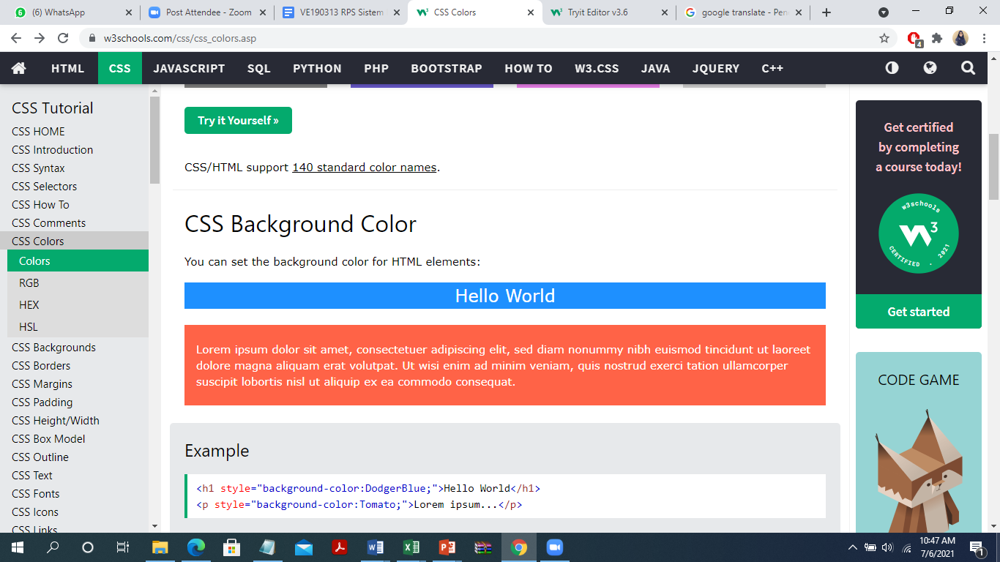 (6) WhatsApp
Post Attendee - Zoom
VE190313 RPS Sistem
CSS Colors
Tryit Editor v3.6
google translate - Pen
w3schools.com/css/css_colors.asp
4
HTML CSS JAVASCRIPT SQL PYTHON PHP BOOTSTRAP HOW TO W3.CSS JAVA JQUERY C++
CSS Tutorial
CSS HOME
CSS Introduction
CSS Syntax
CSS Selectors
CSS How To
CSS Comments
CSS Colors
Colors
RGB
HEX
HSL
CSS Backgrounds
CSS Borders
CSS Margins
CSS Padding
CSS Height/Width
CSS Box Model
CSS Outline
CSS Text
CSS Fonts
CSS Icons
CSS Links
Try it Yourself »
CSS/HTML support 140 standard color names.
CSS Background Color
You can set the background color for HTML elements:
Hello World
Lorem ipsum dolor sit amet, consectetuer adipiscing elit, sed diam nonummy nibh euismod tincidunt ut laoreet
dolore magna aliquam erat volutpat. Ut wisi enim ad minim veniam, quis nostrud exerci tation ullamcorper
suscipit lobortis nisl ut aliquip ex ea commodo consequat.
Example
<h1 style="background-color:DodgerBlue;">Hello World</h1>
<p style="background-color:Tomato;">Lorem ipsum...</p>
Get certified
by completing
a course today!
w3schools
3
CERTIFIED . 2021
Get started
CODE GAME
10:47 AM
7/6/2021
1